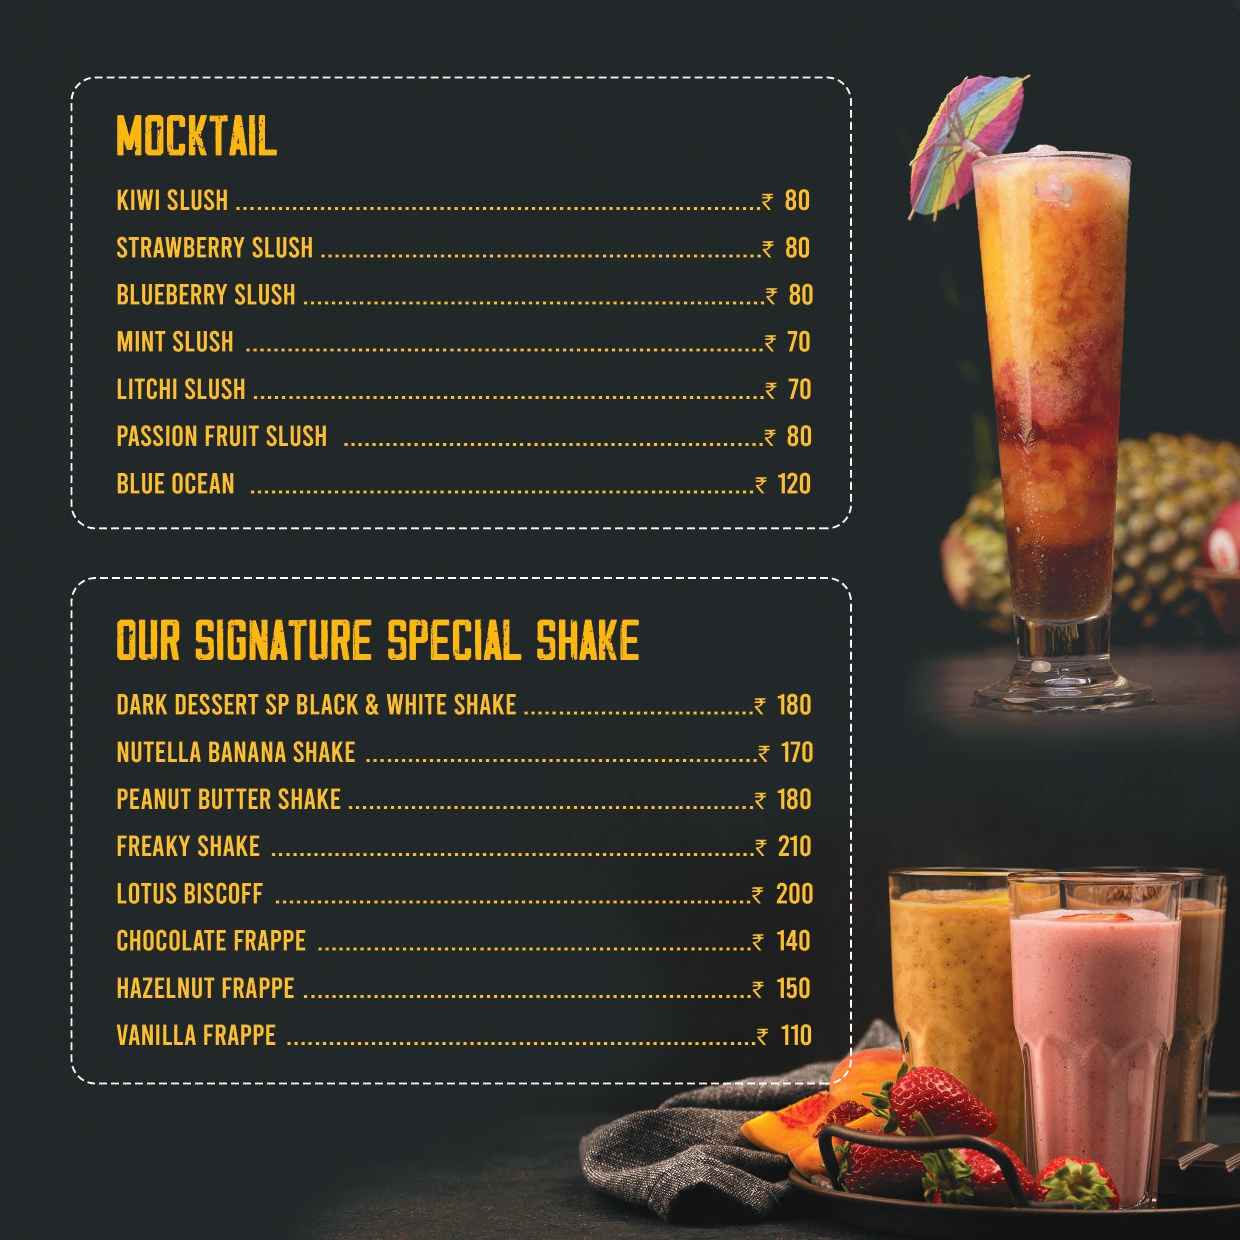 MOCKTAIL
KIWI SLUSH ........................................................................................₹ 80
STRAWBERRY SLUSH ..........................................................................₹ 80
BLUEBERRY SLUSH .............................................................................₹ 80
MINT SLUSH .......................................................................................₹ 70
LITCHI SLUSH ......................................................................................₹ 70
PASSION FRUIT SLUSH .......................................................................₹ 80
BLUE OCEAN .....................................................................................₹ 120
OUR SIGNATURE SPECIAL SHAKE
DARK DESSERT SP BLACK & WHITE SHAKE .......................................₹ 180
NUTELLA BANANA SHAKE ..................................................................₹ 170
PEANUT BUTTER SHAKE ....................................................................₹ 180
FREAKY SHAKE .................................................................................₹ 210
LOTUS BISCOFF ................................................................................₹ 200
CHOCOLATE FRAPPE .........................................................................₹ 140
HAZELNUT FRAPPE ...........................................................................₹ 150
VANILLA FRAPPE ...............................................................................₹ 110